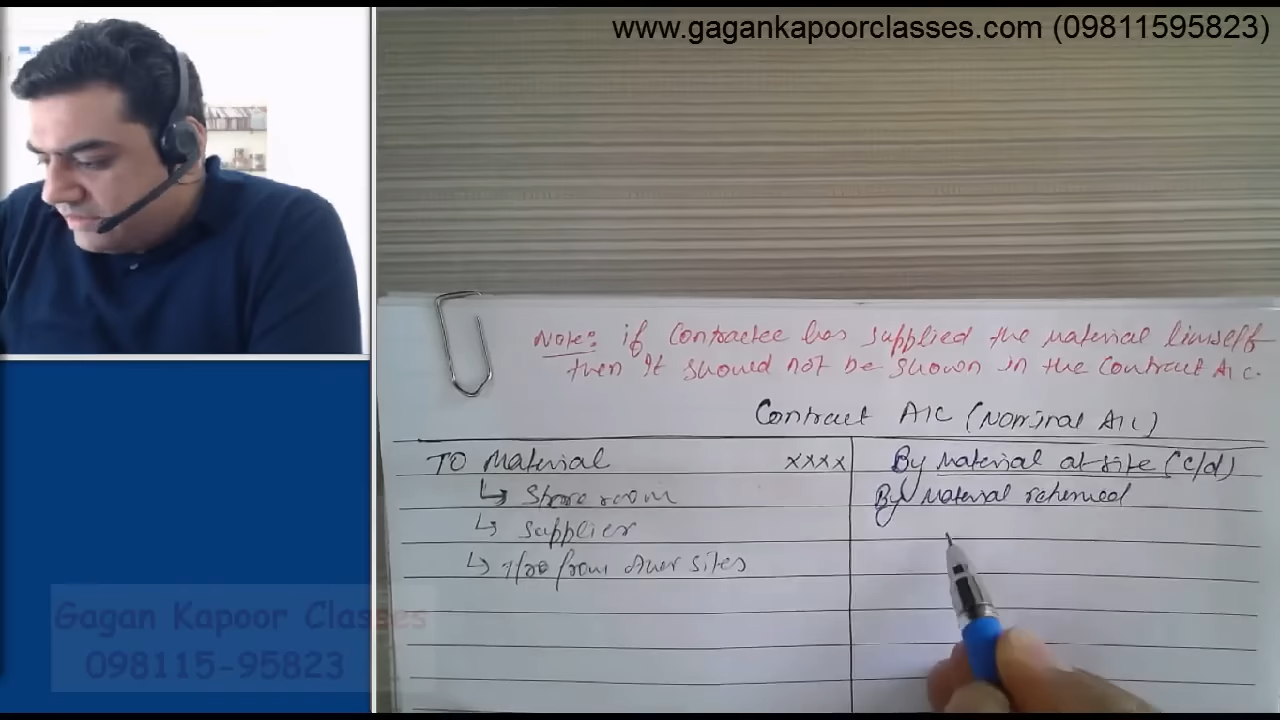 www.gagankapoorclasses.com (09811595823)
Note: if Contractee has supplied the material himself
then it should not be shown in the Contract A/c.
Contract A/C (Nominal A/c)
TO Material xxxx
↳ Store room
↳ Supplier
↳ from other sites
By Material at site (c/d)
By Material returned
Gagan Kapoor Classes
098115-95823